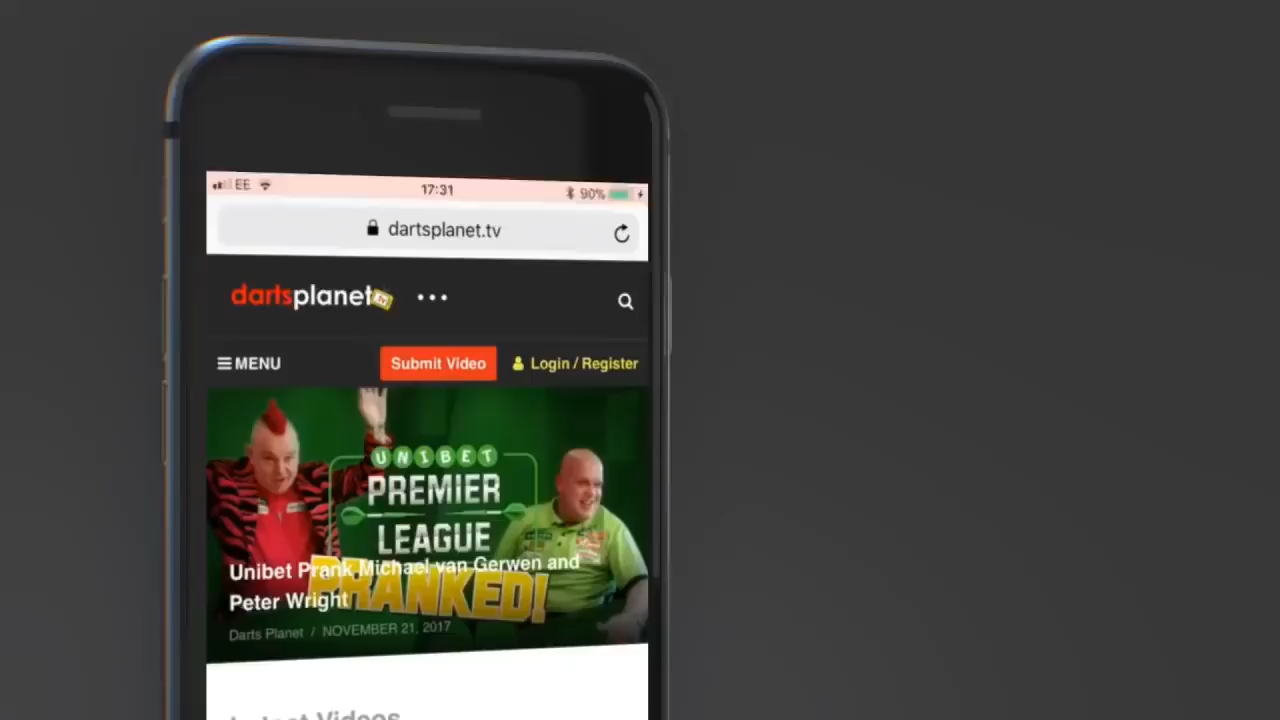 EE 17:31 90%
dartsplanet.tv
dartsplanet.tv
MENU Submit Video Login / Register
UNIBET
PREMIER
LEAGUE
PRANKED!
Unibet Prank Michael van Gerwen and
Peter Wright
Darts Planet / NOVEMBER 21, 2017
Latest Videos